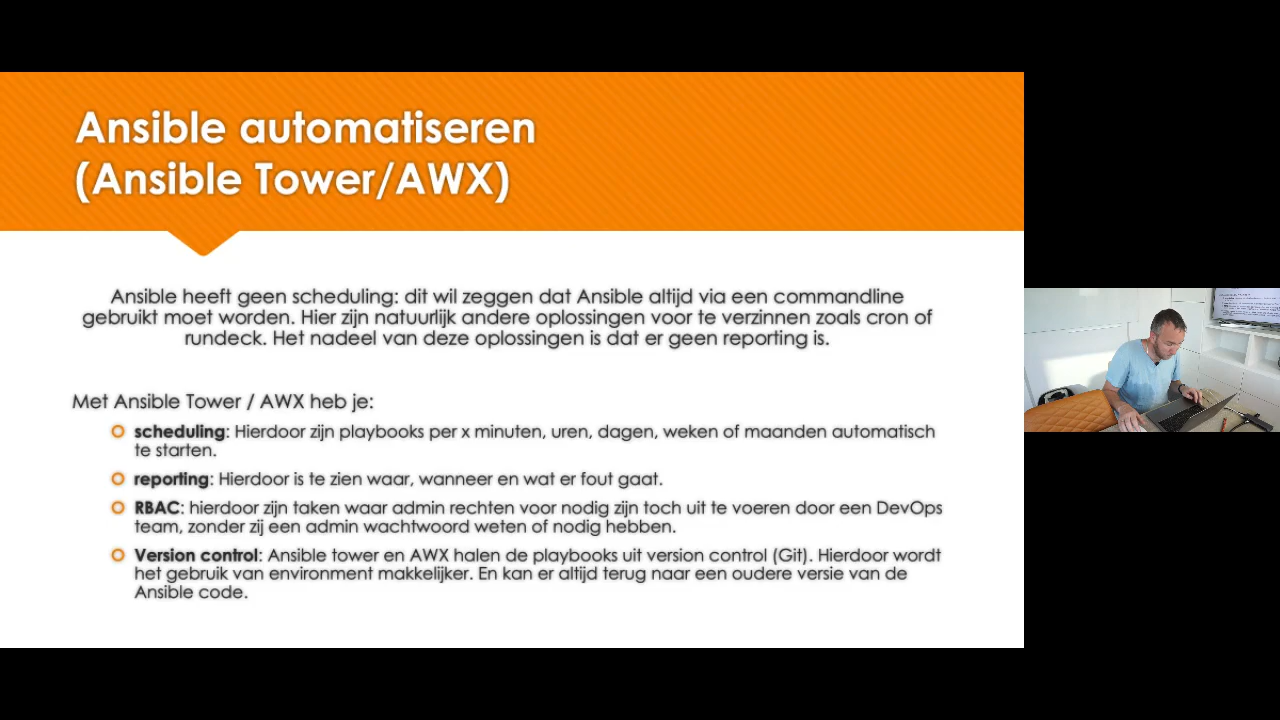 Ansible automatiseren
(Ansible Tower/AWX)
Ansible heeft geen scheduling: dit wil zeggen dat Ansible altijd via een commandline
gebruikt moet worden. Hier zijn natuurlijk andere oplossingen voor te verzinnen zoals cron of
rundeck. Het nadeel van deze oplossingen is dat er geen reporting is.
Met Ansible Tower / AWX heb je:
scheduling: Hierdoor zijn playbooks per x minuten, uren, dagen, weken of maanden automatisch
te starten.
reporting: Hierdoor is te zien waar, wanneer en wat er fout gaat.
RBAC: hierdoor zijn taken waar admin rechten voor nodig zijn toch uit te voeren door een DevOps
team, zonder zij een admin wachtwoord weten of nodig hebben.
Version control: Ansible tower en AWX halen de playbooks uit version control (Git). Hierdoor wordt
het gebruik van environment makkelijker. En kan er altijd terug naar een oudere versie van de
Ansible code.